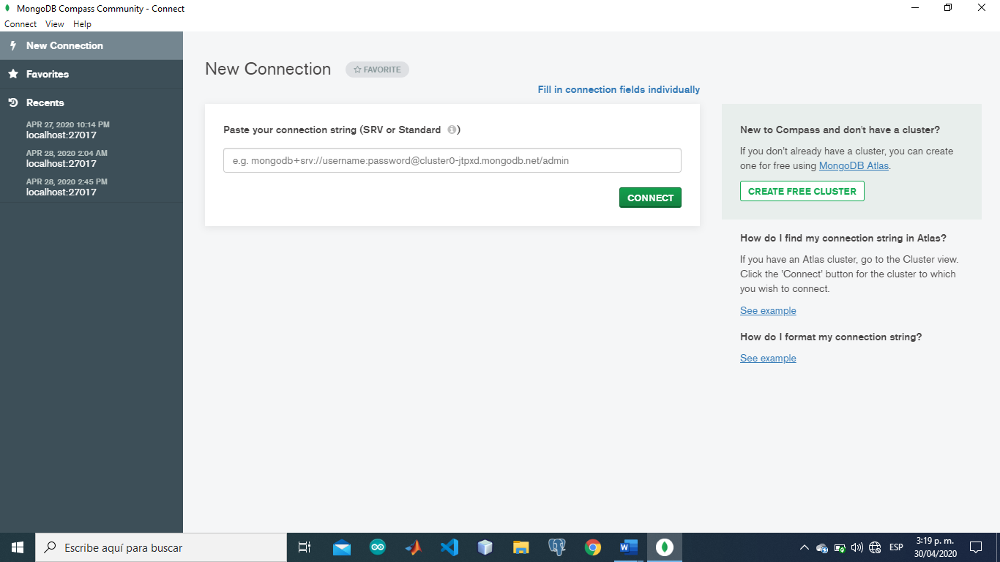 MongoDB Compass Community - Connect
Connect View Help
New Connection
Favorites
Recents
APR 27, 2020 10:14 PM
localhost:27017
APR 28, 2020 2:04 AM
localhost:27017
APR 28, 2020 2:45 PM
localhost:27017
New Connection
FAVORITE
Fill in connection fields individually
Paste your connection string (SRV or Standard )
e.g. mongodb+srv://username:password@cluster0-jtpxd.mongodb.net/admin
CONNECT
New to Compass and don't have a cluster?
If you don't already have a cluster, you can create
one for free using MongoDB Atlas.
CREATE FREE CLUSTER
How do I find my connection string in Atlas?
If you have an Atlas cluster, go to the Cluster view.
Click the 'Connect' button for the cluster to which
you wish to connect.
See example
How do I format my connection string?
See example
Escribe aquí para buscar
ESP
3:19 p. m.
30/04/2020